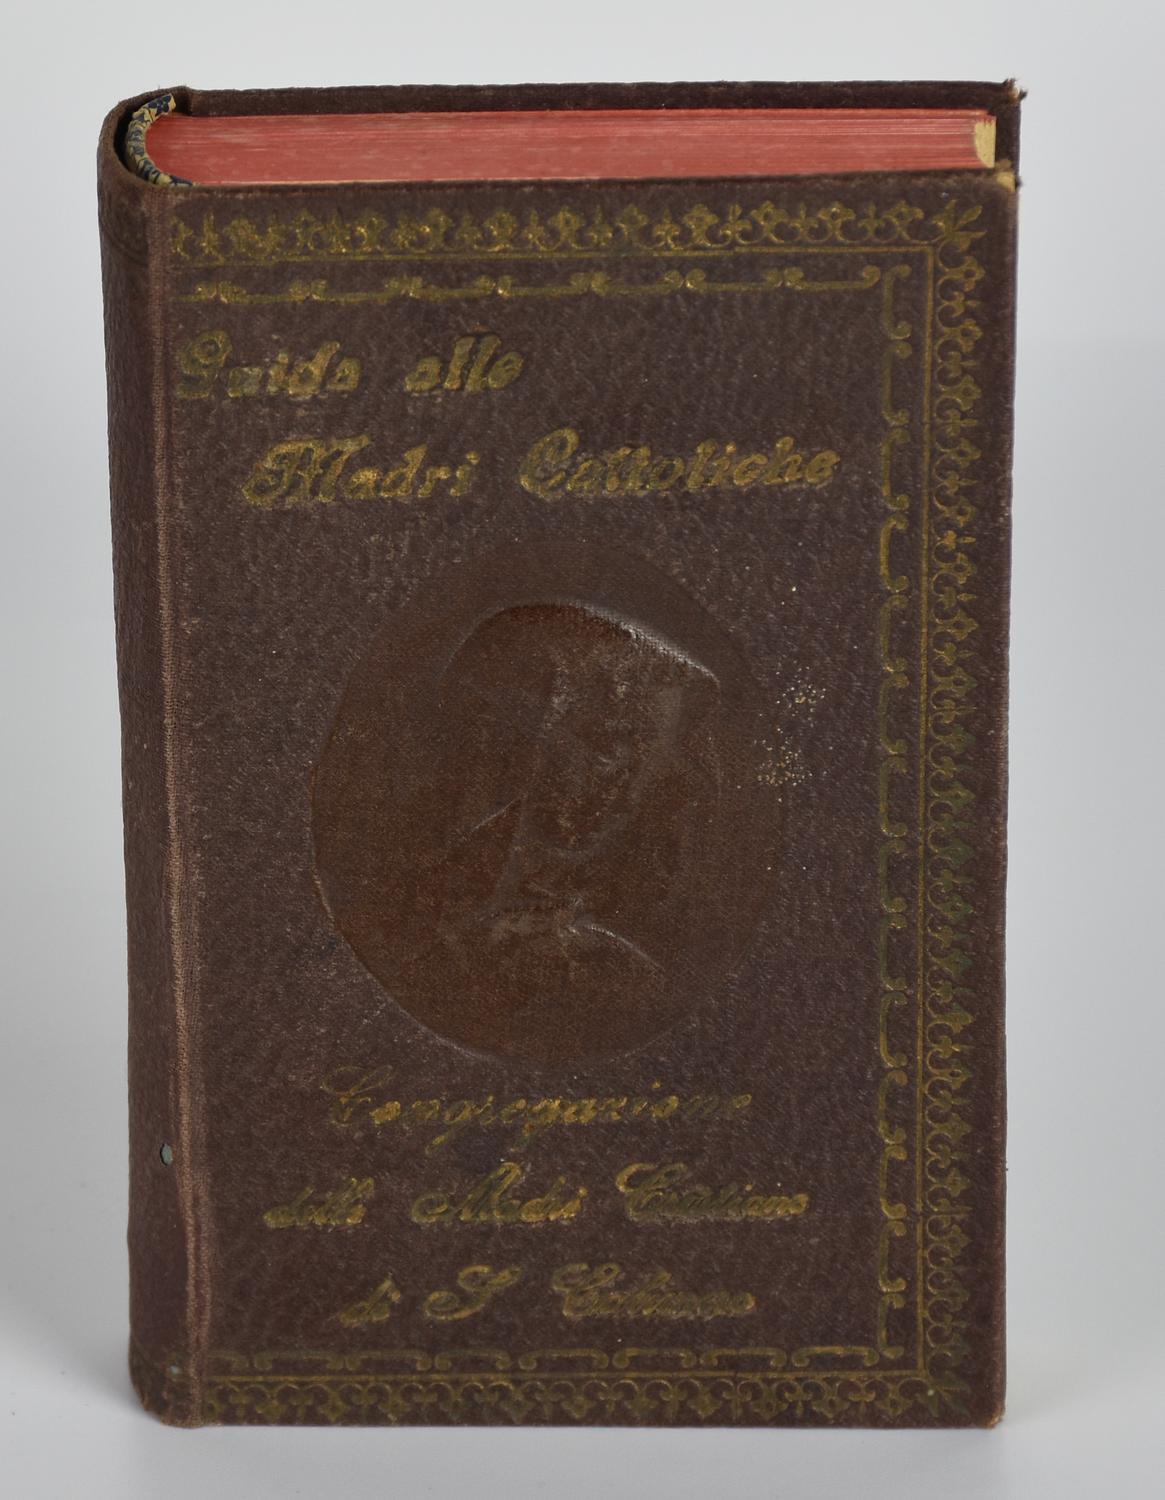 Guida alle
Madri Cattoliche
Congregazione
delle Madri Cristiane
di S